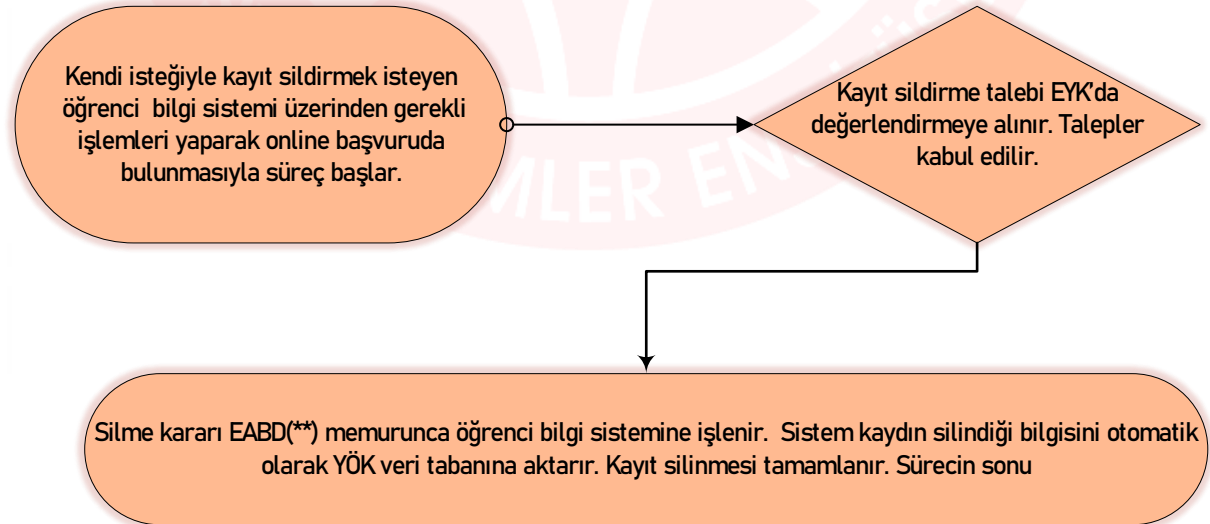 Kendi isteğiyle kayıt sildirmek isteyen
öğrenci  bilgi sistemi üzerinden gerekli
işlemleri yaparak online başvuruda
bulunmasıyla süreç başlar.
Kayıt sildirme talebi EYK'da
değerlendirmeye alınır. Talepler
kabul edilir.
Silme kararı EABD(**) memurunca öğrenci bilgi sistemine işlenir.  Sistem kaydın silindiği bilgisini otomatik
olarak YÖK veri tabanına aktarır. Kayıt silinmesi tamamlanır. Sürecin sonu